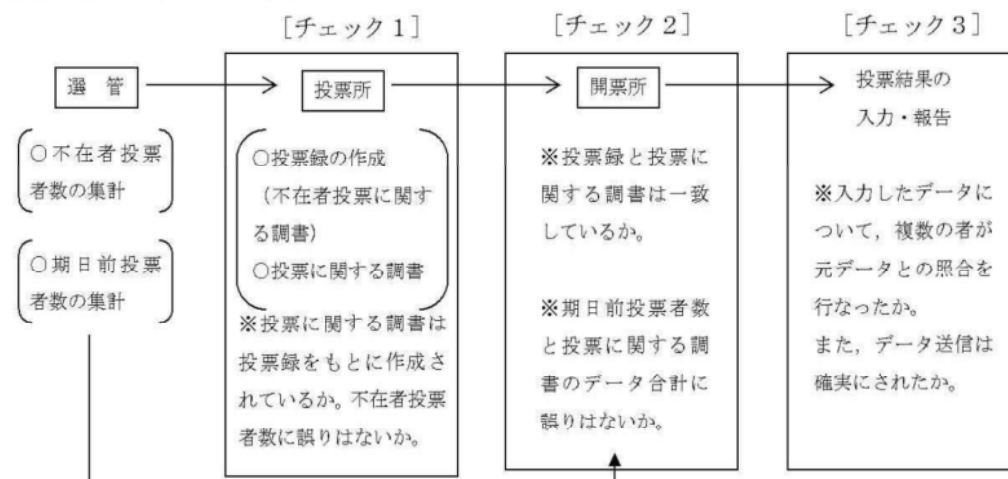 ［チェック１］
［チェック２］
［チェック３］
選　管
○不在者投票
者数の集計
○期日前投票
者数の集計
投票所
○投票録の作成
（不在者投票に関す
る調書）
○投票に関する調書
※投票に関する調書は
投票録をもとに作成さ
れているか。不在者投票
者数に誤りはないか。
開票所
※投票録と投票に
関する調書は一致
しているか。
※期日前投票者数
と投票に関する調
書のデータ合計に
誤りはないか。
投票結果の
入力・報告
※入力したデータに
ついて，複数の者が
元データとの照合を
行なったか。
また，データ送信は
確実にされたか。